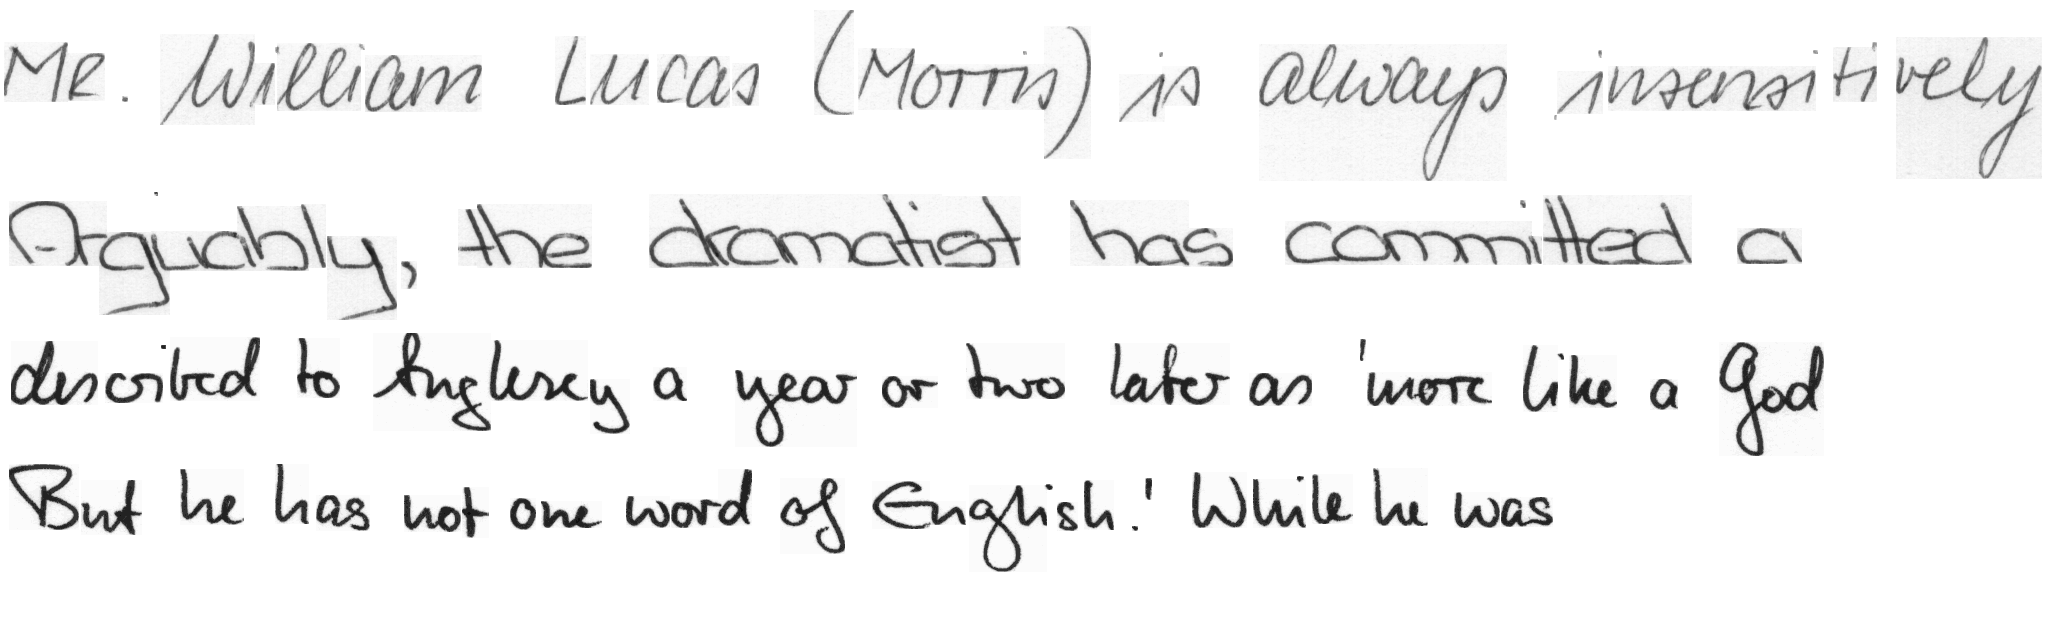 Mr. William Lucas (Morris) is always insensitively
Arguably, the dramatist has committed a
described to Anglesey a year or two later as 'more like a God
But he has not one word of English.' While he was